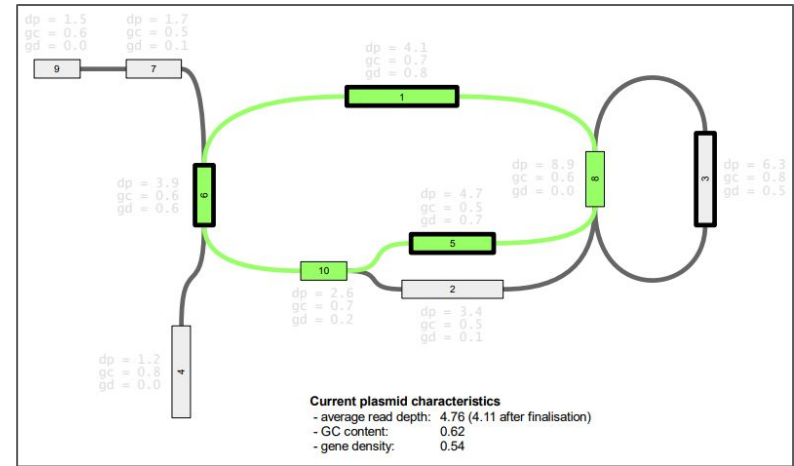 dp = 1.5
gc = 0.6
gd = 0.0
dp = 1.7
gc = 0.5
gd = 0.1
9
7
dp = 4.1
gc = 0.7
gd = 0.8
1
dp = 3.9
gc = 0.6
gd = 0.6
6
dp = 8.9
gc = 0.6
gd = 0.0
8
3
dp = 6.3
gc = 0.8
gd = 0.5
dp = 4.7
gc = 0.5
gd = 0.7
5
10
dp = 2.6
gc = 0.7
gd = 0.2
2
dp = 3.4
gc = 0.5
gd = 0.1
dp = 1.2
gc = 0.8
gd = 0.0
4
Current plasmid characteristics
- average read depth: 4.76 (4.11 after finalisation)
- GC content: 0.62
- gene density: 0.54